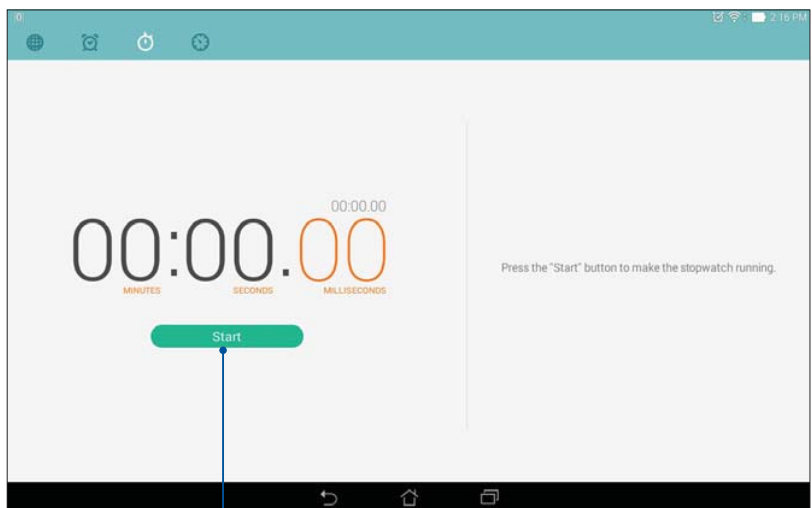 2:16 PM
00:00.00
00:00.00
MINUTES SECONDS MILLISECONDS
Press the "Start" button to make the stopwatch running.
Start